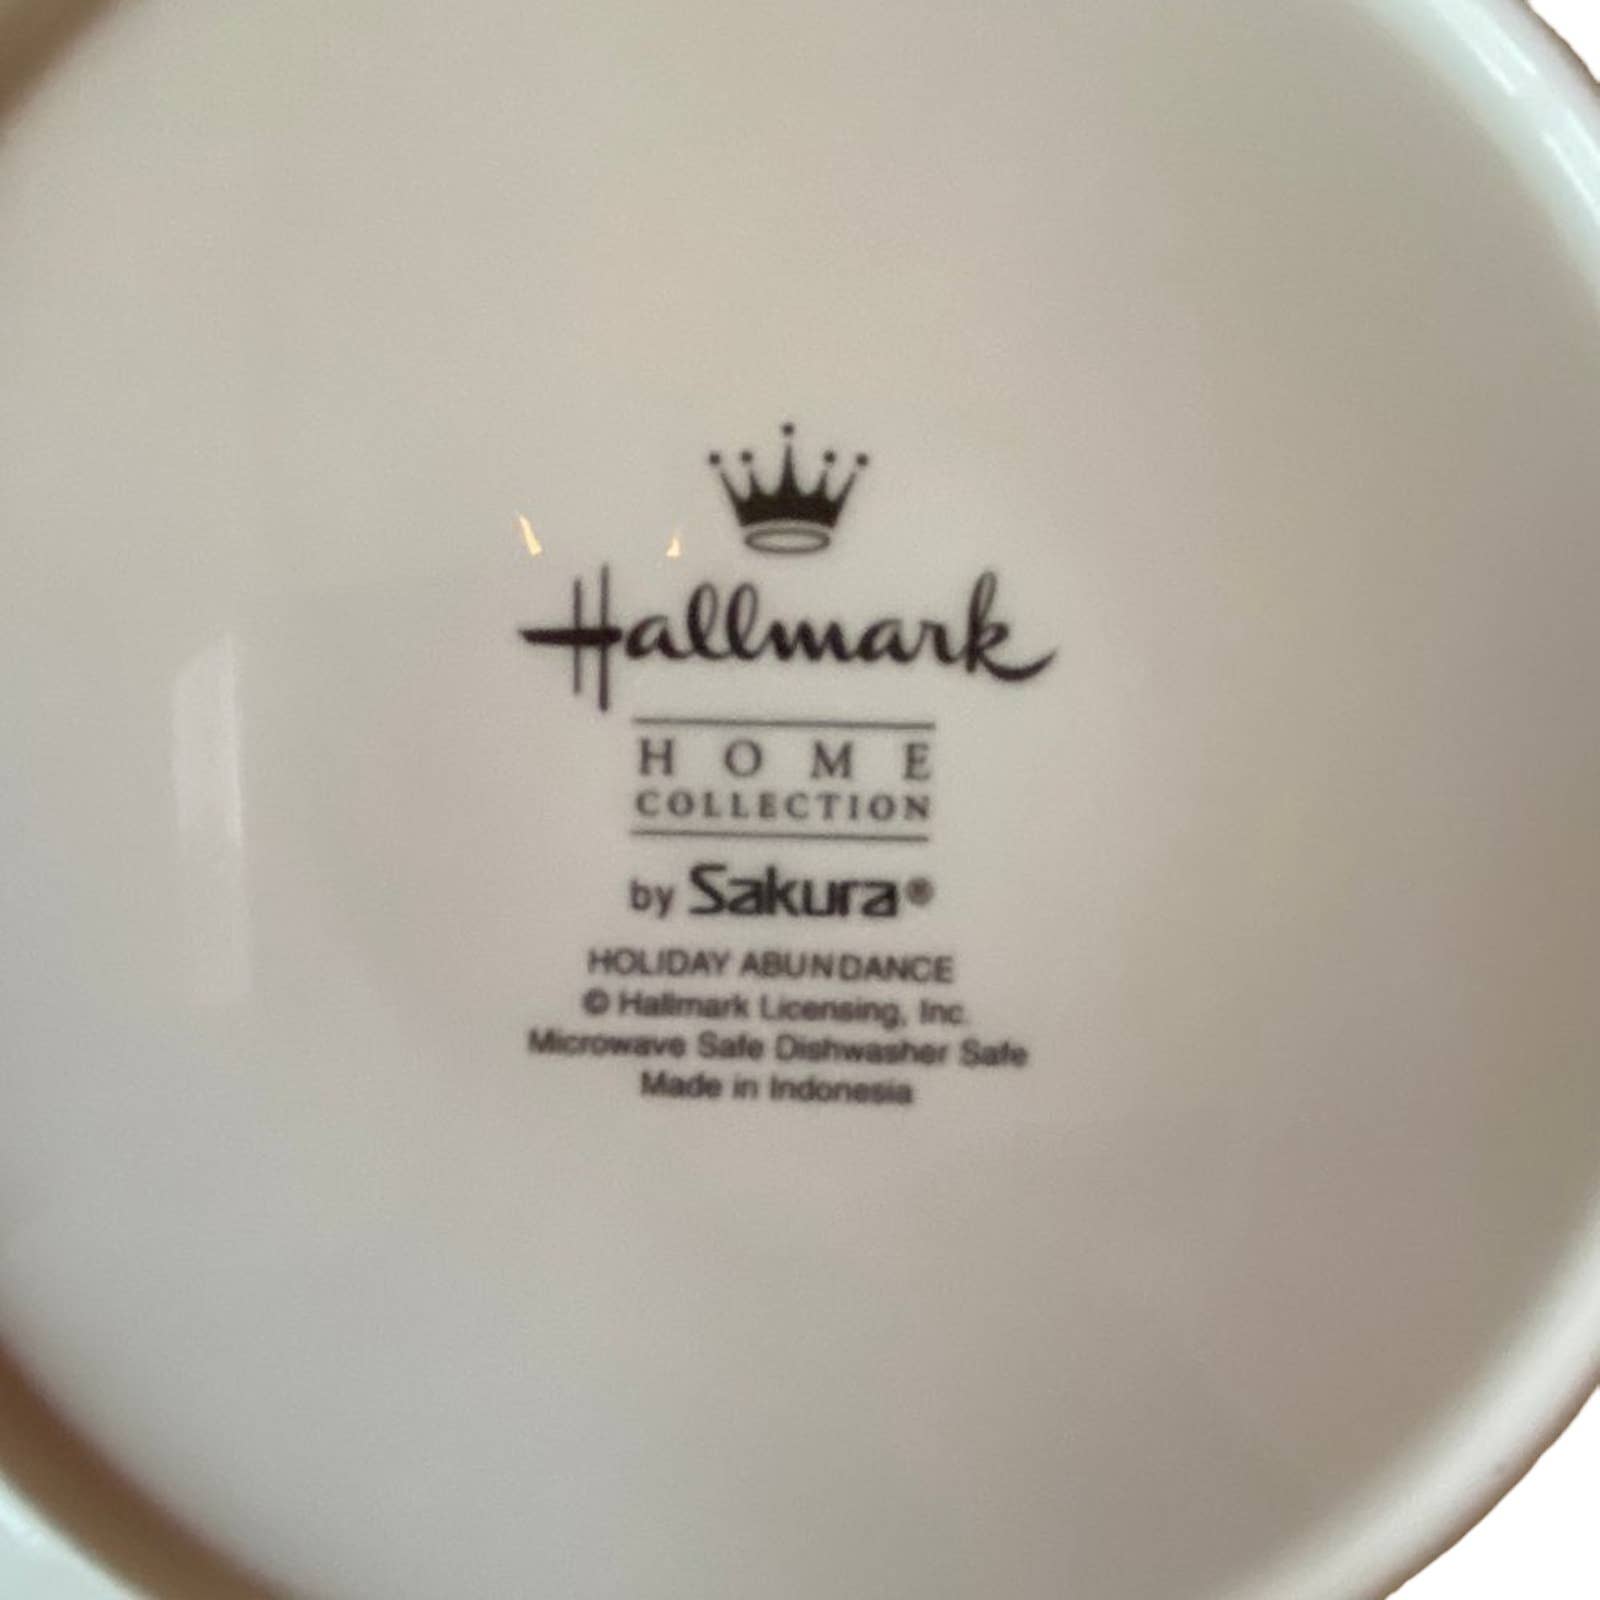 Hallmark
HOME
COLLECTION
by Sakura®
HOLIDAY ABUNDANCE
© Hallmark Licensing, Inc.
Microwave Safe Dishwasher Safe
Made in Indonesia